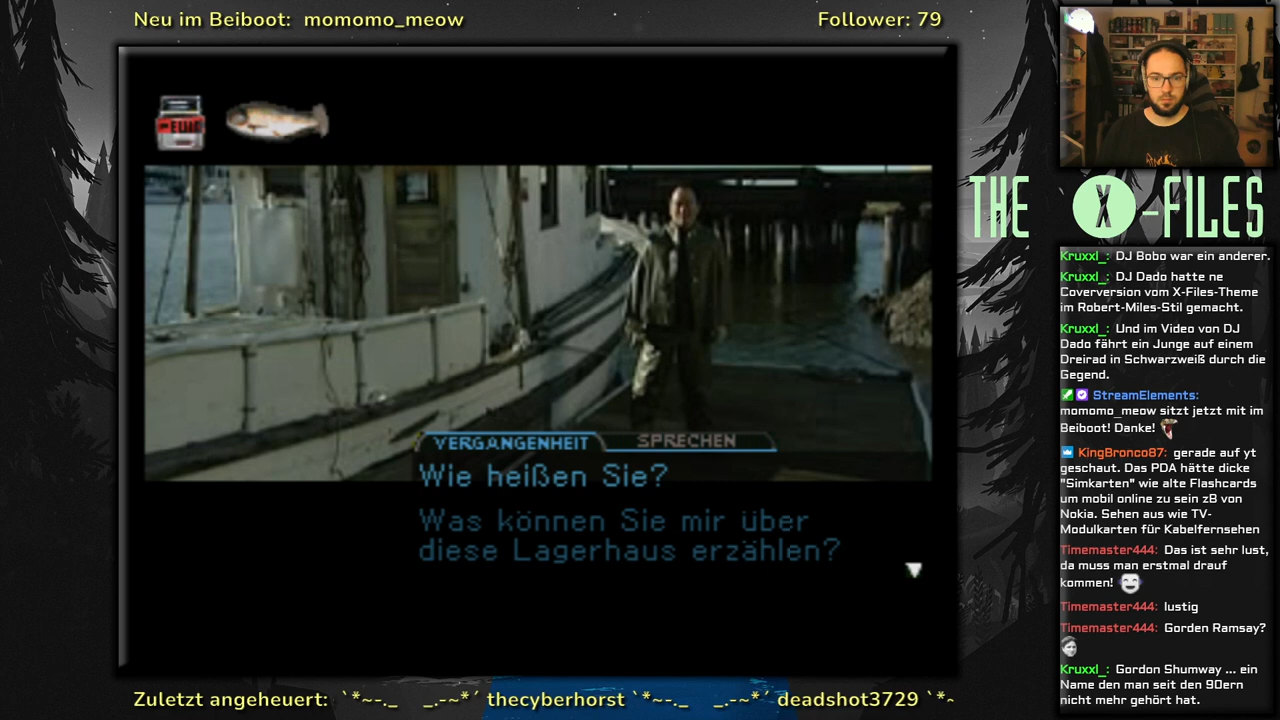 Neu im Beiboot: momomo_meow
Follower: 79
THE X-FILES
VERGANGENHEIT
SPRECHEN
Wie heißen Sie?
Was können Sie mir über
diese Lagerhaus erzählen?
Kruxxl_: DJ Bobo war ein anderer.
Kruxxl_: DJ Dado hatte ne
Coverversion vom X-Files-Theme
im Robert-Miles-Stil gemacht.
Kruxxl_: Und im Video von DJ
Dado fährt ein Junge auf einem
Dreirad in Schwarzweiß durch die
Gegend.
StreamElements:
momomo_meow sitzt jetzt mit im
Beiboot! Danke!
KingBronco87: gerade auf yt
geschaut. Das PDA hätte dicke
"Simkarten" wie alte Flashcards
um mobil online zu sein zB von
Nokia. Sehen aus wie TV-
Modulkarten für Kabelfernsehen
Timemaster444: Das ist sehr lust,
da muss man erstmal drauf
kommen!
Timemaster444: lustig
Timemaster444: Gorden Ramsay?
Kruxxl_: Gordon Shumway ... ein
Name den man seit den 90ern
nicht mehr gehört hat.
Zuletzt angeheuert: `*~-._ _.-~*´ thecyberhorst `*~-._ _.-~*´ deadshot3729 `*~